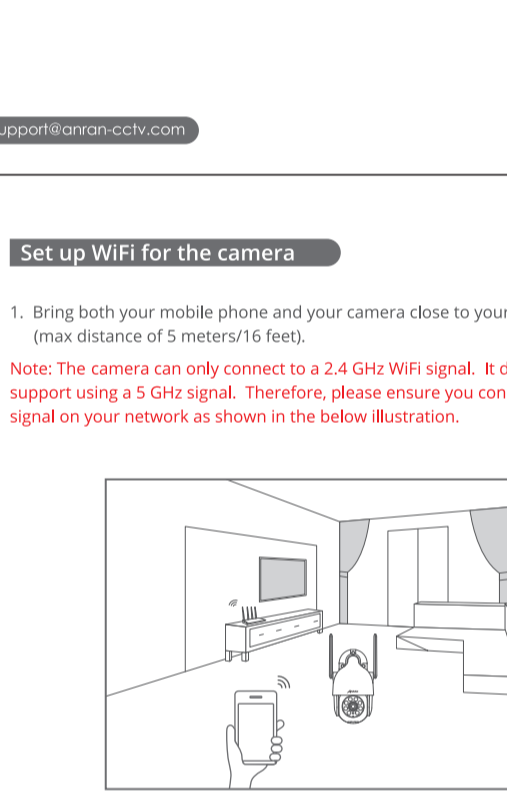 upport@anran-cctv.com
Set up WiFi for the camera
1. Bring both your mobile phone and your camera close to your
(max distance of 5 meters/16 feet).
Note: The camera can only connect to a 2.4 GHz WiFi signal. It d
support using a 5 GHz signal. Therefore, please ensure you con
signal on your network as shown in the below illustration.